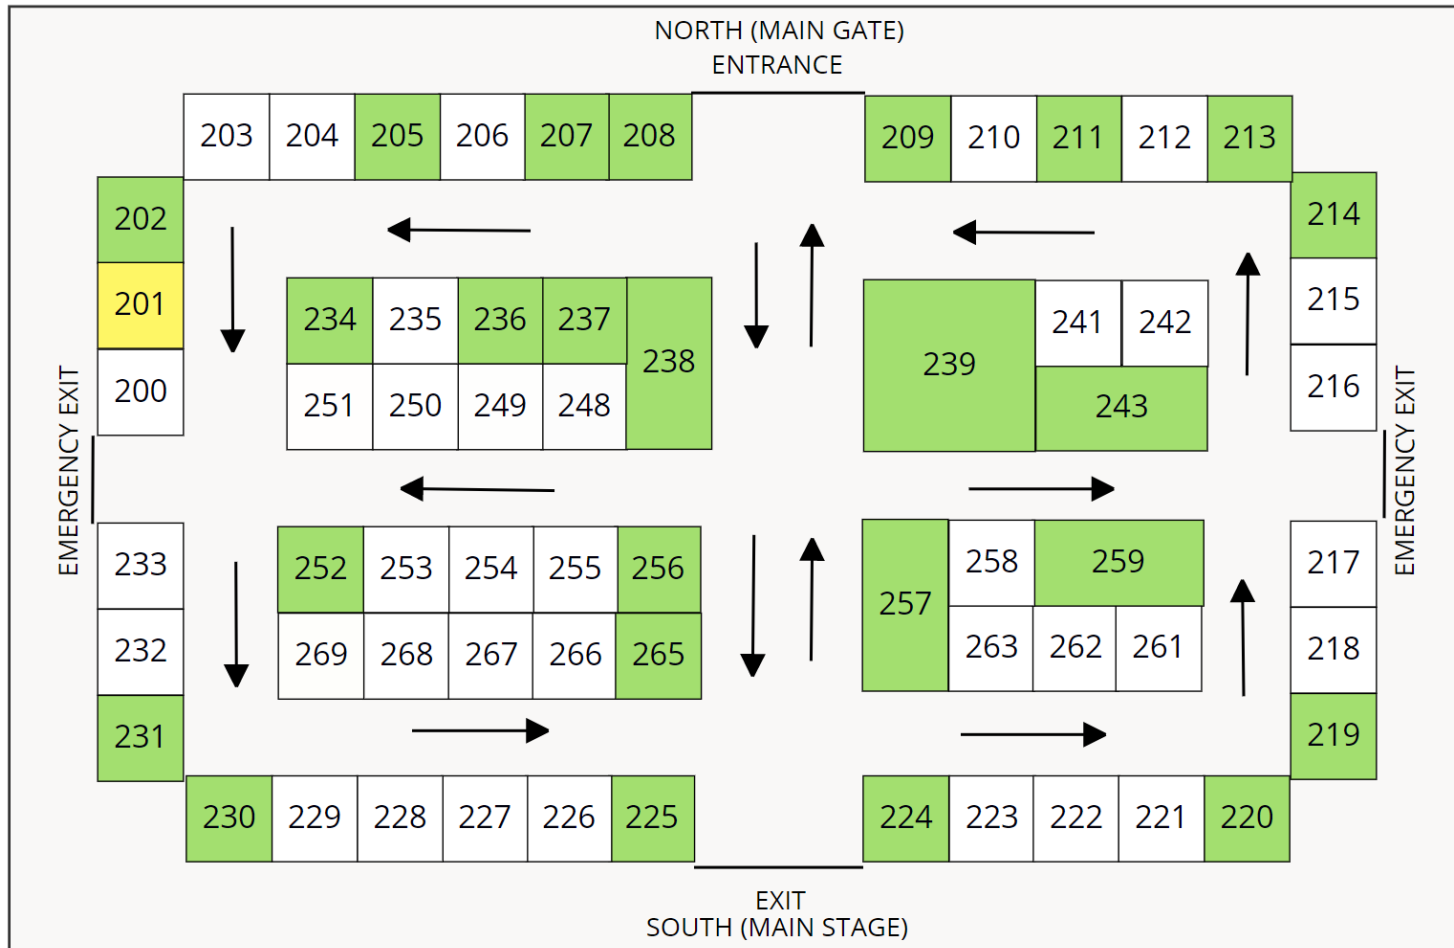 NORTH (MAIN GATE)
ENTRANCE
203 204 205 206 207 208 209 210 211 212 213
202 214
201 215
200 216
234 235 236 237 238 239 241 242
251 250 249 248 243
EMERGENCY EXIT
EMERGENCY EXIT
233 217
232 218
231 219
252 253 254 255 256 257 258 259
269 268 267 266 265 263 262 261
230 229 228 227 226 225 224 223 222 221 220
EXIT
SOUTH (MAIN STAGE)